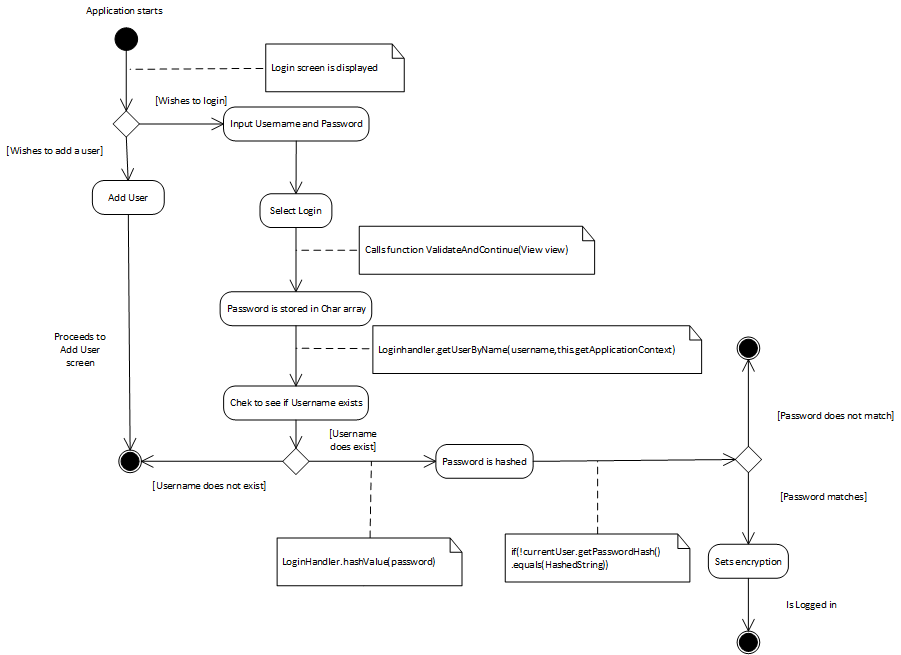 Application starts
Login screen is displayed
[Wishes to login]
Input Username and Password
[Wishes to add a user]
Add User
Select Login
Calls function ValidateAndContinue(View view)
Password is stored in Char array
Proceeds to
Add User
screen
Loginhandler.getUserByName(username,this.getApplicationContext)
Chek to see if Username exists
[Password does not match]
[Username
does exist]
Password is hashed
[Username does not exist]
[Password matches]
LoginHandler.hashValue(password)
if(!currentUser.getPasswordHash()
.equals(HashedString))
Sets encryption
Is Logged in